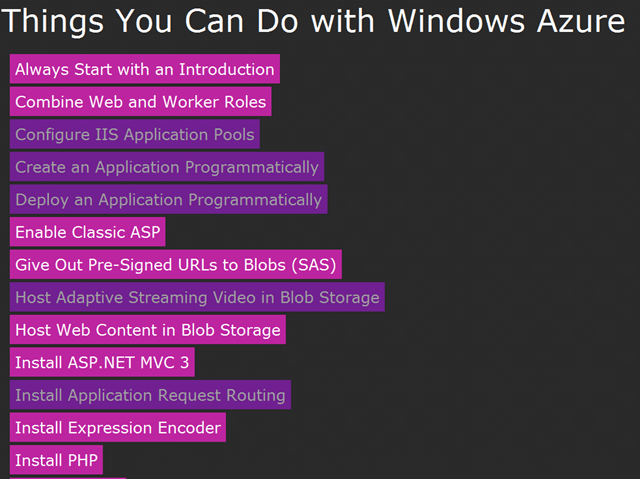 Things You Can Do with Windows Azure
Always Start with an Introduction
Combine Web and Worker Roles
Configure IIS Application Pools
Create an Application Programmatically
Deploy an Application Programmatically
Enable Classic ASP
Give Out Pre-Signed URLs to Blobs (SAS)
Host Adaptive Streaming Video in Blob Storage
Host Web Content in Blob Storage
Install ASP.NET MVC 3
Install Application Request Routing
Install Expression Encoder
Install PHP